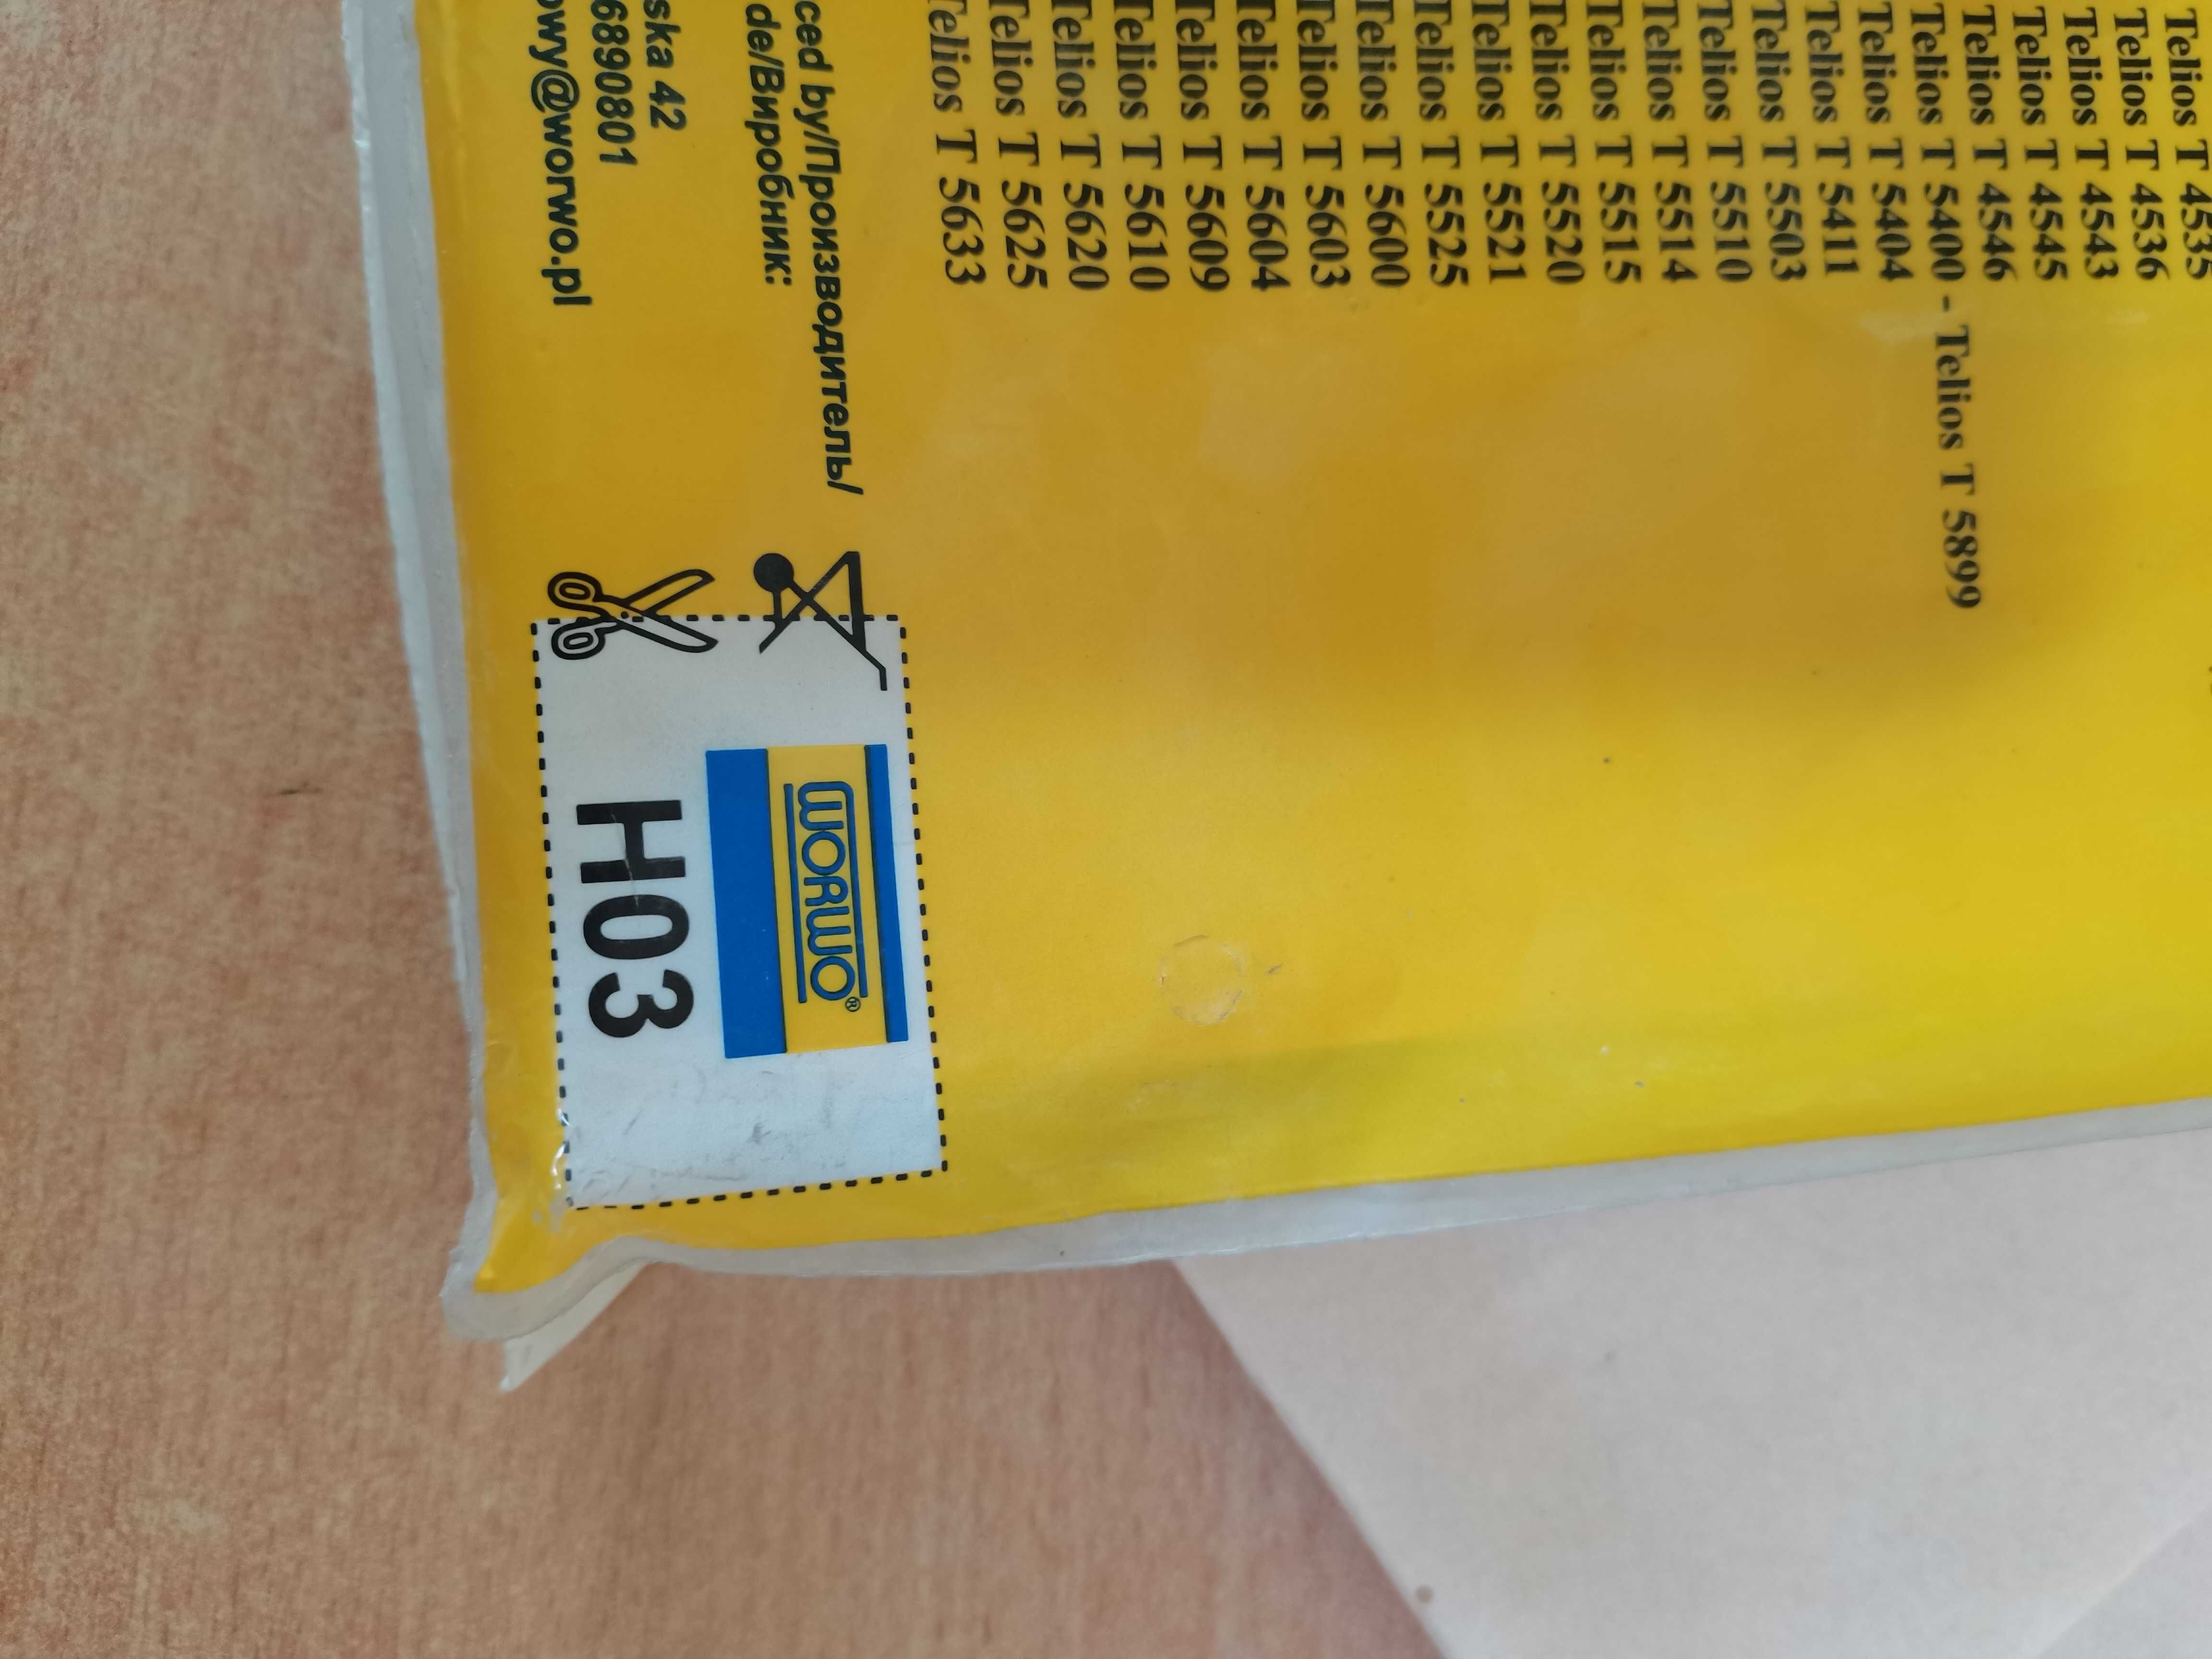 Telios T 4535
Telios T 4536
Telios T 4543
Telios T 4545
Telios T 4546
Telios T 5400 - Telios T 5899
Telios T 5404
Telios T 5411
Telios T 5503
Telios T 5510
Telios T 5514
Telios T 5515
Telios T 5520
Telios T 5521
Telios T 5525
Telios T 5600
Telios T 5603
Telios T 5604
Telios T 5609
Telios T 5610
Telios T 5620
Telios T 5625
Telios T 5633
ced by/Производитель/
de/Виробник:
ska 42
6890801
owy@worwo.pl
WORWO®
H03